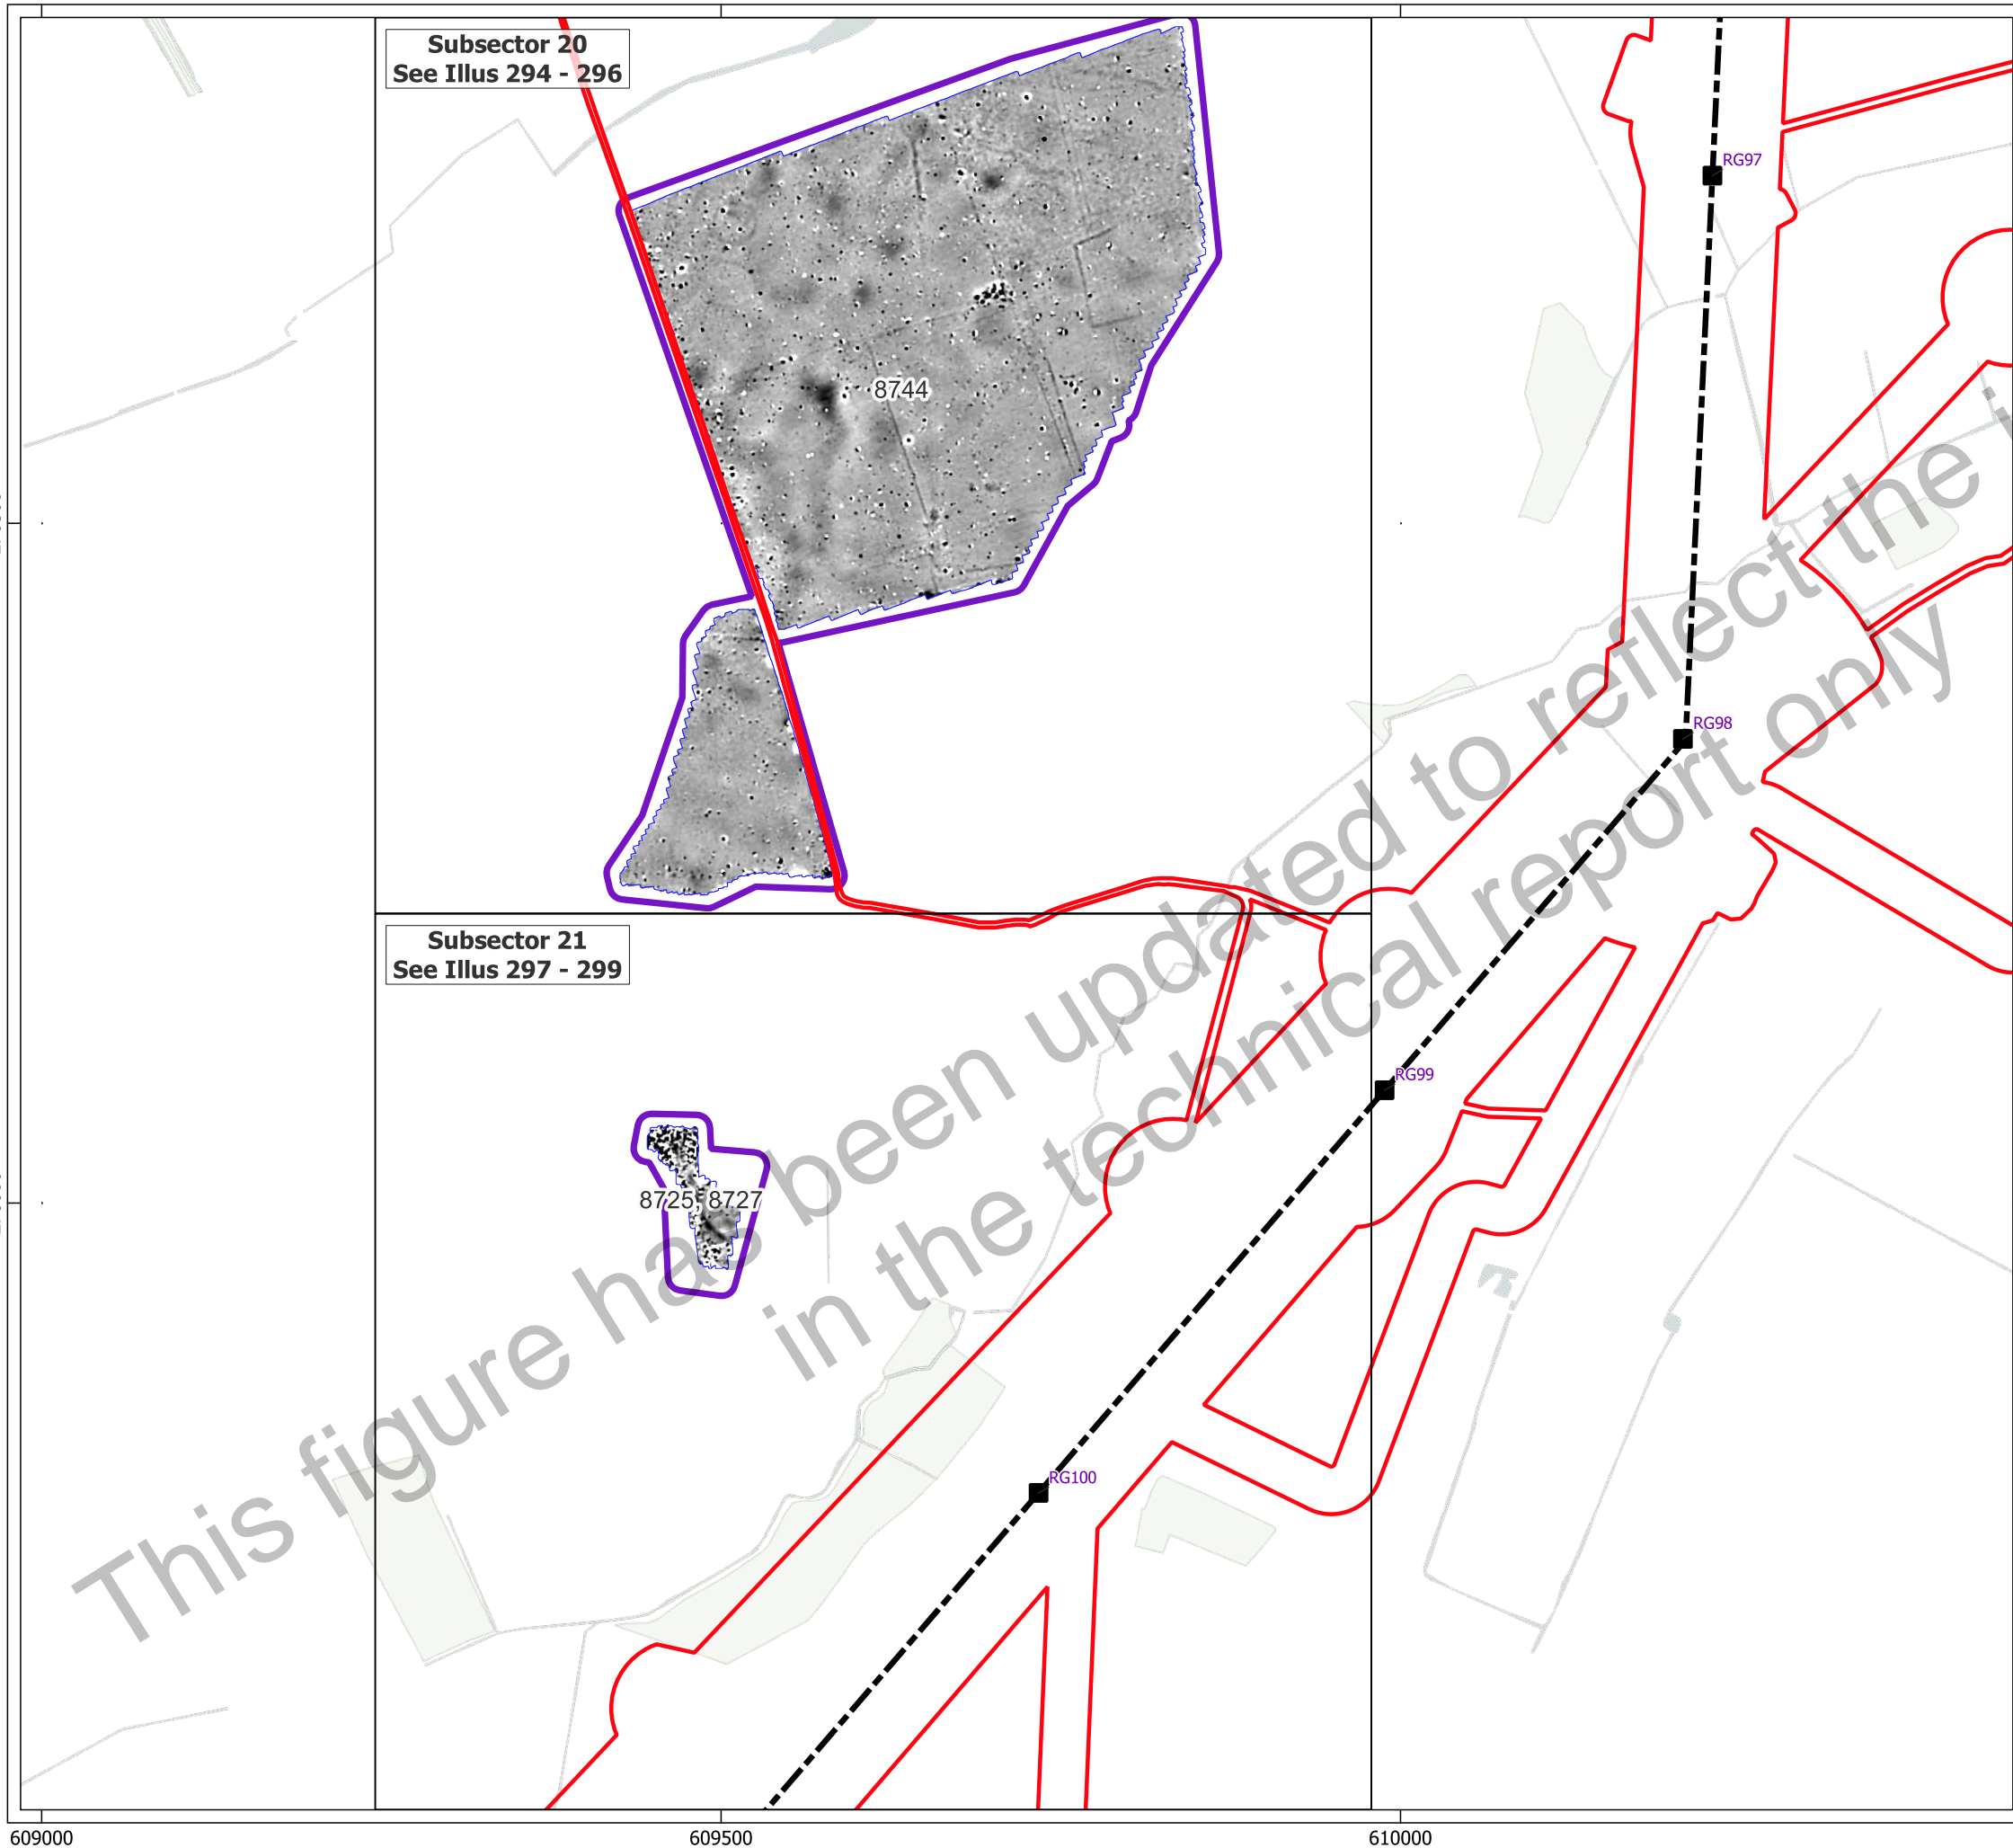 Subsector 20
See Illus 294 - 296
RG97
8744
RG98
Subsector 21
See Illus 297 - 299
RG99
8725, 8727
RG100
This figure has been updated to reflect the
in the technical report only
609000
609500
610000